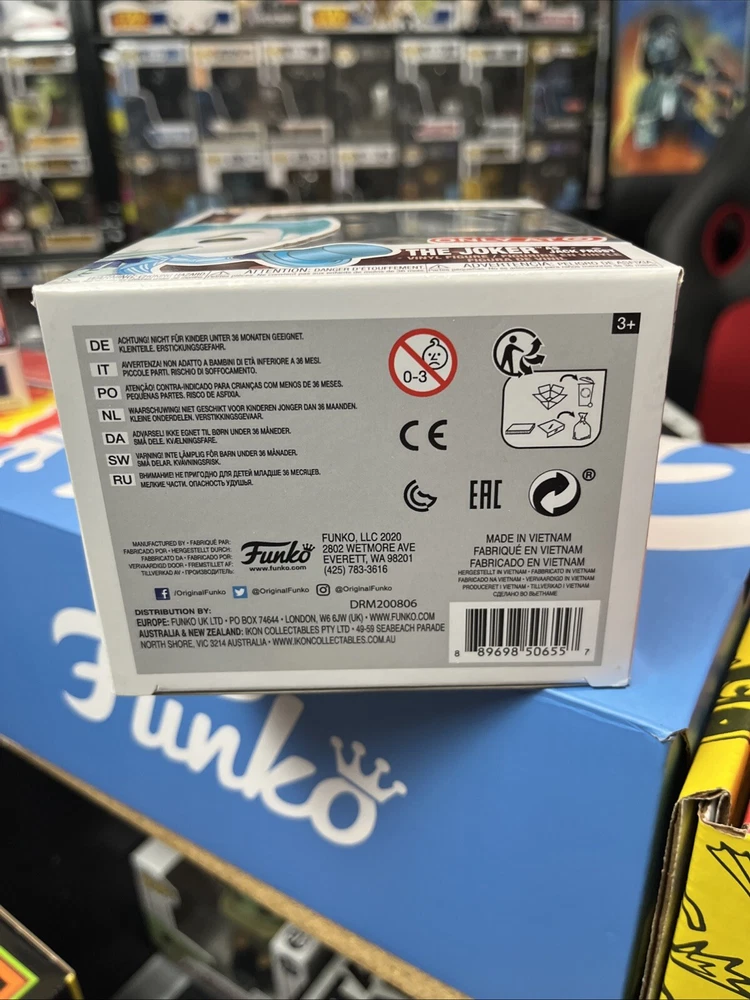 THE JOKER
VINYL FIGURE / FIGURINE EN VINYLE
ATTENTION: DANGER D'ÉTOUFFEMENT
3+
DE ACHTUNG! NICHT FÜR KINDER UNTER 36 MONATEN GEEIGNET.
KLEINTEILE. ERSTICKUNGSGEFAHR.
IT AVVERTENZA! NON ADATTO A BAMBINI DI ETÀ INFERIORE A 36 MESI.
PICCOLE PARTI. RISCHIO DI SOFFOCAMENTO.
PO ATENÇÃO! CONTRA-INDICADO PARA CRIANÇAS COM MENOS DE 36 MESES.
PEQUENAS PARTES. RISCO DE ASFIXIA.
NL WAARSCHUWING! NIET GESCHIKT VOOR KINDEREN JONGER DAN 36 MAANDEN.
KLEINE ONDERDELEN. VERSTIKKINGSGEVAAR.
DA ADVARSEL! IKKE EGNET TIL BØRN UNDER 36 MÅNEDER.
SMÅ DELE. KVÆLNINGSFARE.
SW VARNING! INTE LÄMPLIG FÖR BARN UNDER 36 MÅNADER.
SMÅ DELAR. KVÄVNINGSRISK.
RU ВНИМАНИЕ! НЕ ПРИГОДНО ДЛЯ ДЕТЕЙ МЛАДШЕ 36 МЕСЯЦЕВ.
МЕЛКИЕ ЧАСТИ. ОПАСНОСТЬ УДУШЬЯ.
0-3
CE
EAC
®
MANUFACTURED BY • FABRIQUÉ PAR:
FABRICADO POR • HERGESTELLT DURCH:
FABBRICATO DA • FABRICADO POR:
VERVAARDIGD DOOR • FREMSTILLET AF:
TILLVERKAD AV • ПРОИЗВОДИТЕЛЬ:
Funko
www.funko.com
FUNKO, LLC 2020
2802 WETMORE AVE
EVERETT, WA 98201
(425) 783-3616
MADE IN VIETNAM
FABRIQUÉ EN VIETNAM
FABRICADO EN VIETNAM
HERGESTELLT IN VIETNAM • FABBRICATO IN VIETNAM
FABRICADO NA VIETNAM • VERVAARDIGD IN VIETNAM
PRODUCERET I VIETNAM • TILLVERKAD I VIETNAM
СДЕЛАНО ВО ВЬЕТНАМЕ
/OriginalFunko @OriginalFunko @OriginalFunko
DRM200806
DISTRIBUTION BY:
EUROPE: FUNKO UK LTD • PO BOX 74644 • LONDON, W6 6JW (UK) • WWW.FUNKO.COM
AUSTRALIA & NEW ZEALAND: IKON COLLECTABLES PTY LTD • 49-59 SEABEACH PARADE
NORTH SHORE, VIC 3214 AUSTRALIA • WWW.IKONCOLLECTABLES.COM.AU
8 89698 50655 7
Funko